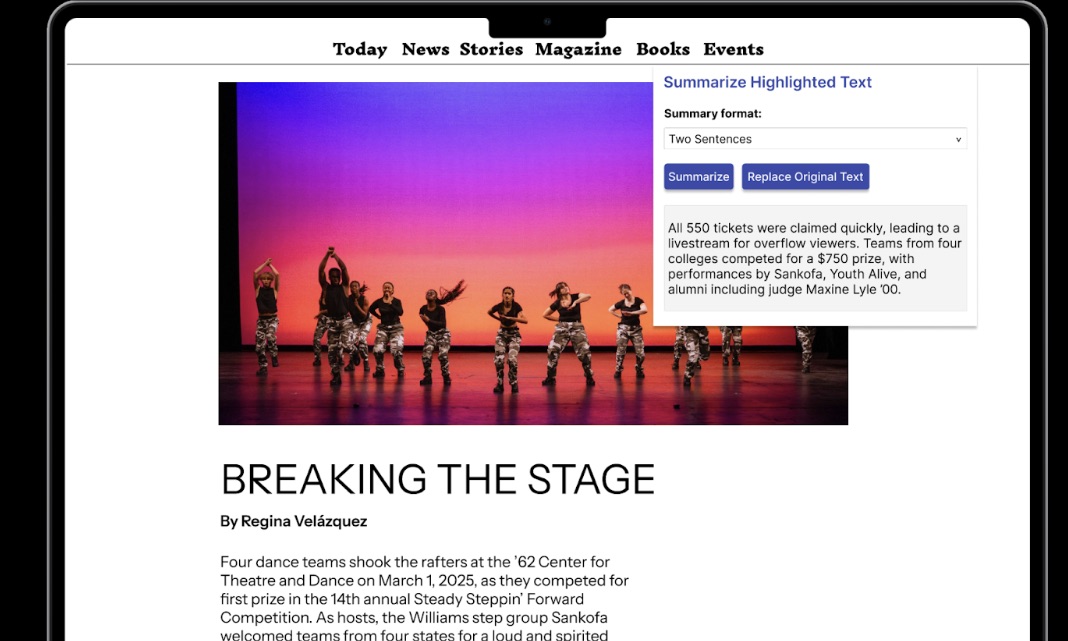 Today News Stories Magazine Books Events
Summarize Highlighted Text
Summary format:
Two Sentences v
Summarize Replace Original Text
All 550 tickets were claimed quickly, leading to a
livestream for overflow viewers. Teams from four
colleges competed for a $750 prize, with
performances by Sankofa, Youth Alive, and
alumni including judge Maxine Lyle ’00.
BREAKING THE STAGE
By Regina Velázquez
Four dance teams shook the rafters at the ’62 Center for
Theatre and Dance on March 1, 2025, as they competed for
first prize in the 14th annual Steady Steppin’ Forward
Competition. As hosts, the Williams step group Sankofa
welcomed teams from four states for a loud and spirited